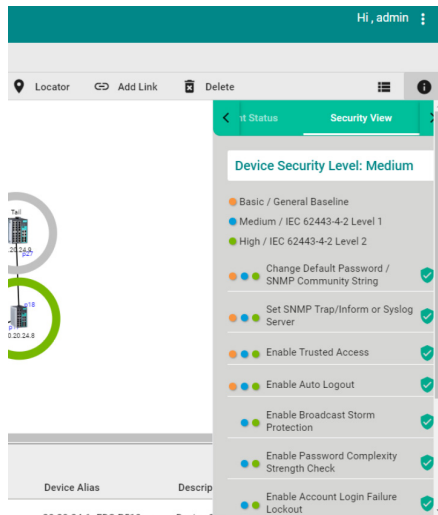 Hi , admin
Locator
Add Link
Delete
nt Status
Security View
Device Security Level: Medium
Basic / General Baseline
Medium / IEC 62443-4-2 Level 1
High / IEC 62443-4-2 Level 2
Change Default Password /
SNMP Community String
Set SNMP Trap/Inform or Syslog
Server
Enable Trusted Access
Enable Auto Logout
Enable Broadcast Storm
Protection
Enable Password Complexity
Strength Check
Enable Account Login Failure
Lockout
Tail
20.24.9
p27
p18
0.20.24.8
Device Alias
Descrip